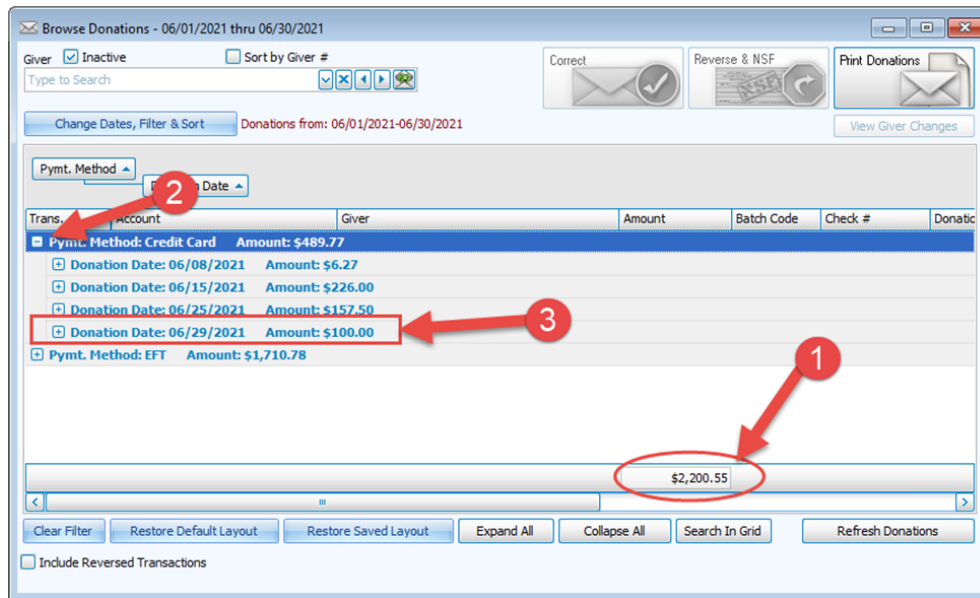 Browse Donations - 06/01/2021 thru 06/30/2021
Giver Inactive Sort by Giver #
Type to Search
Correct
Reverse & NSF
NSF
Print Donations
Change Dates, Filter & Sort Donations from: 06/01/2021-06/30/2021
View Giver Changes
Pymt. Method
Date
2
Trans. Account Giver Amount Batch Code Check # Donatio
Pymt. Method: Credit Card Amount: $489.77
Donation Date: 06/08/2021 Amount: $6.27
Donation Date: 06/15/2021 Amount: $226.00
Donation Date: 06/25/2021 Amount: $157.50
3
Donation Date: 06/29/2021 Amount: $100.00
Pymt. Method: EFT Amount: $1,710.78
1
$2,200.55
Clear Filter Restore Default Layout Restore Saved Layout Expand All Collapse All Search In Grid Refresh Donations
Include Reversed Transactions